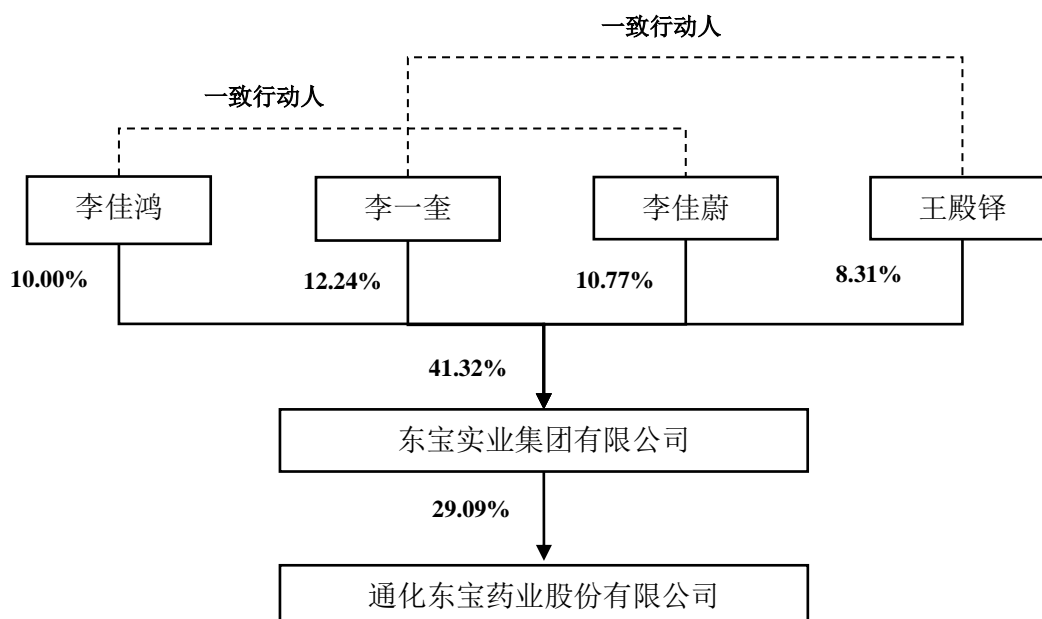 一致行动人
一致行动人
李佳鸿
李一奎
李佳蔚
王殿铎
10.00%
12.24%
10.77%
8.31%
41.32%
东宝实业集团有限公司
29.09%
通化东宝药业股份有限公司